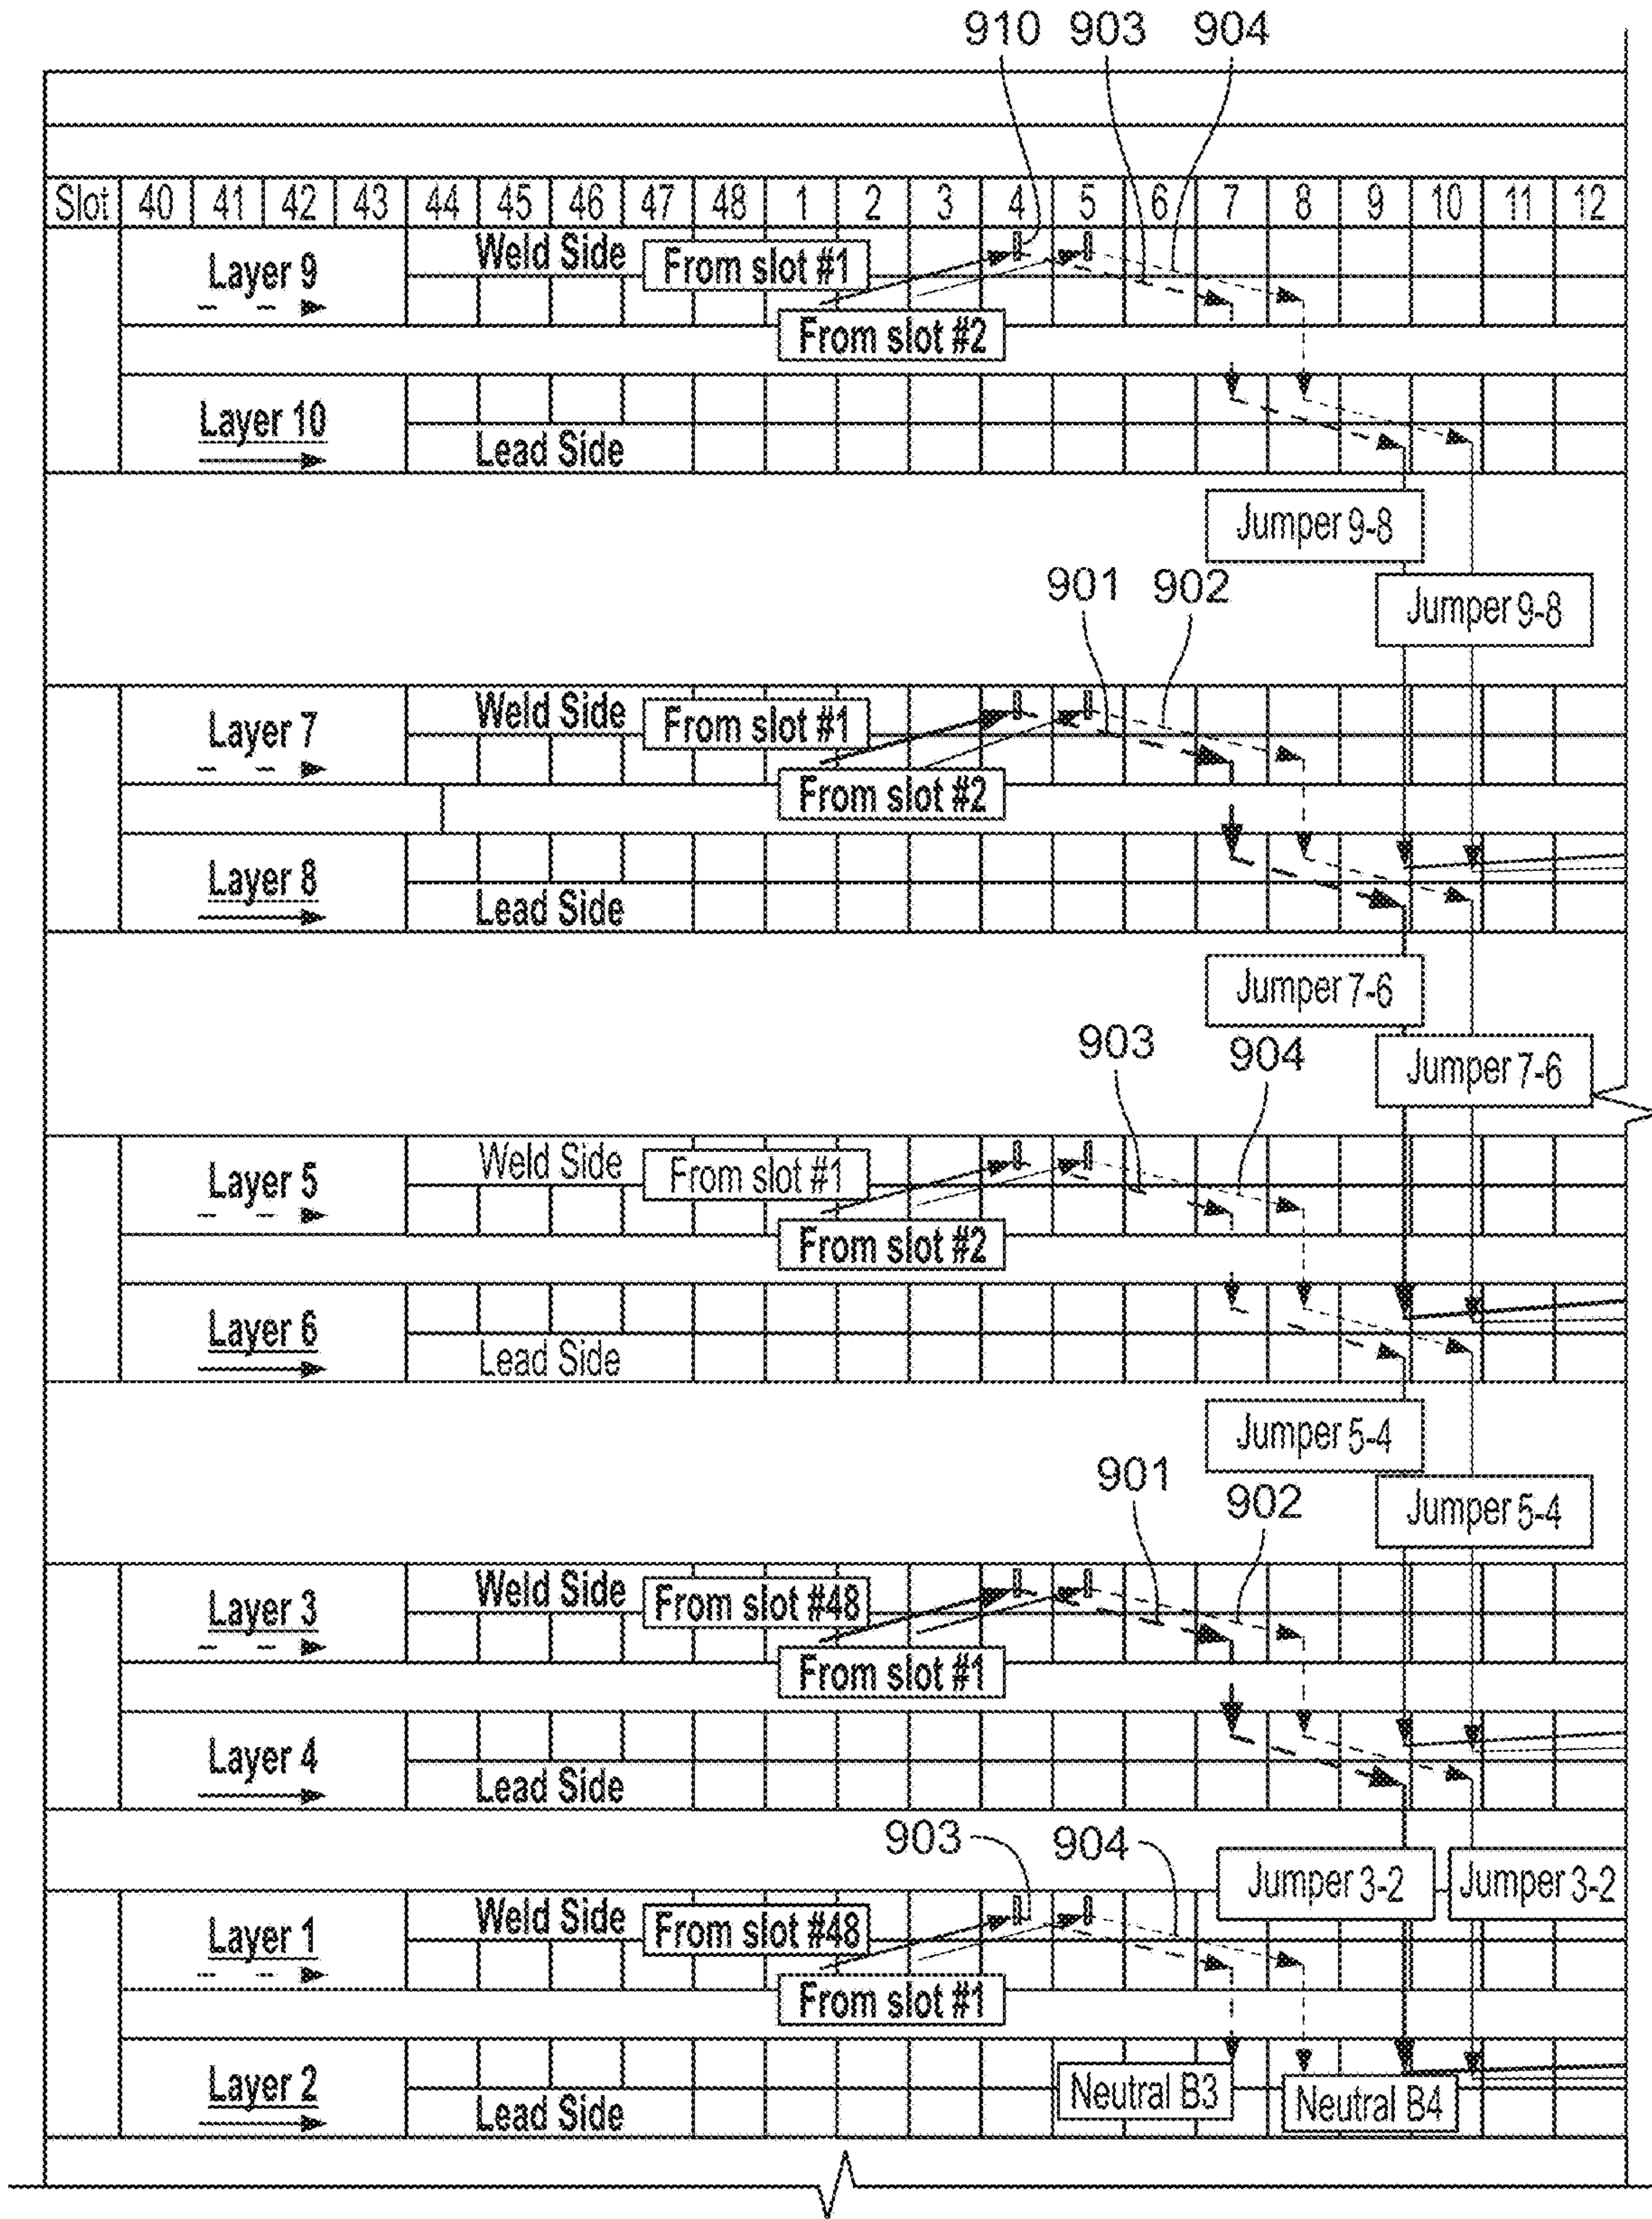 910 903 904
Slot 40 41 42 43 44 45 46 47 48 1 2 3 4 5 6 7 8 9 10 11 12
Layer 9 Weld Side From slot #1
From slot #2
Layer 10
Lead Side
Jumper 9-8
901 902
Jumper 9-8
Layer 7 Weld Side From slot #1
From slot #2
Layer 8
Lead Side
Jumper 7-6
903 904
Jumper 7-6
Layer 5 Weld Side From slot #1
From slot #2
Layer 6
Lead Side
Jumper 5-4
901 902
Jumper 5-4
Layer 3 Weld Side From slot #48
From slot #1
Layer 4
Lead Side
903 904
Jumper 3-2 Jumper 3-2
Layer 1 Weld Side From slot #48
From slot #1
Layer 2
Neutral B3 Neutral B4
Lead Side